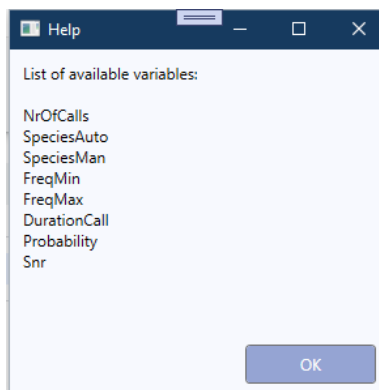 Help
List of available variables:
NrOfCalls
SpeciesAuto
SpeciesMan
FreqMin
FreqMax
DurationCall
Probability
Snr
OK